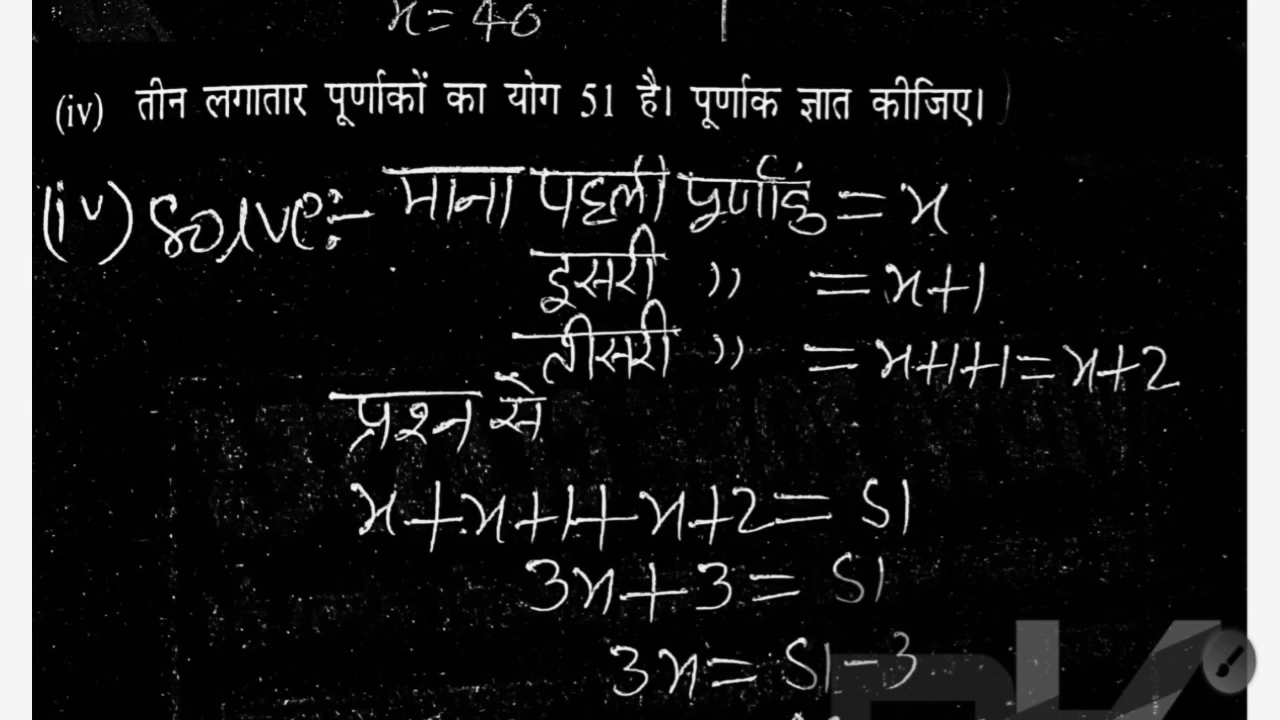 x=40
(iv) तीन लगातार पूर्णाकों का योग 51 है। पूर्णाक ज्ञात कीजिए।
(iv) Solve:- माना पहली पूर्णांक = x
दूसरी ,, = x+1
तीसरी ,, = x+1+1=x+2
प्रश्न से
x+x+1+x+2= 51
3x+3= 51
3x= 51-3